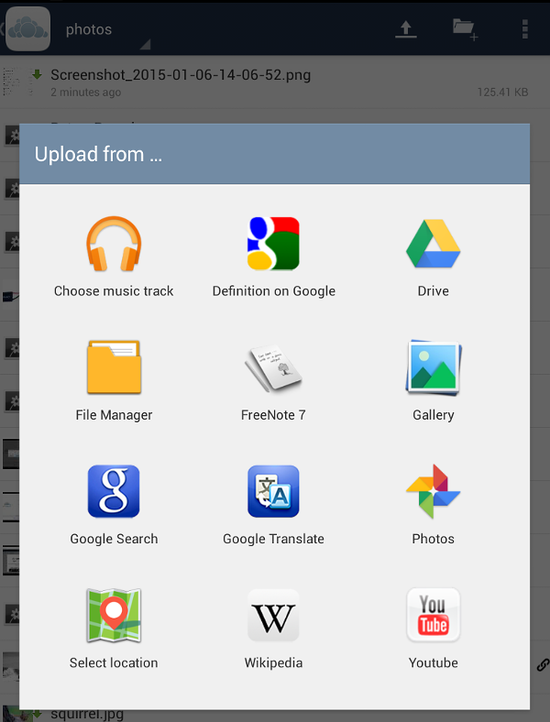 photos
Screenshot_2015-01-06-14-06-52.png
2 minutes ago
125.41 KB
Upload from ...
Choose music track
Definition on Google
Drive
File Manager
FreeNote 7
Gallery
Google Search
Google Translate
Photos
Select location
W
Wikipedia
You
Tube
Youtube
squirrel.jpg